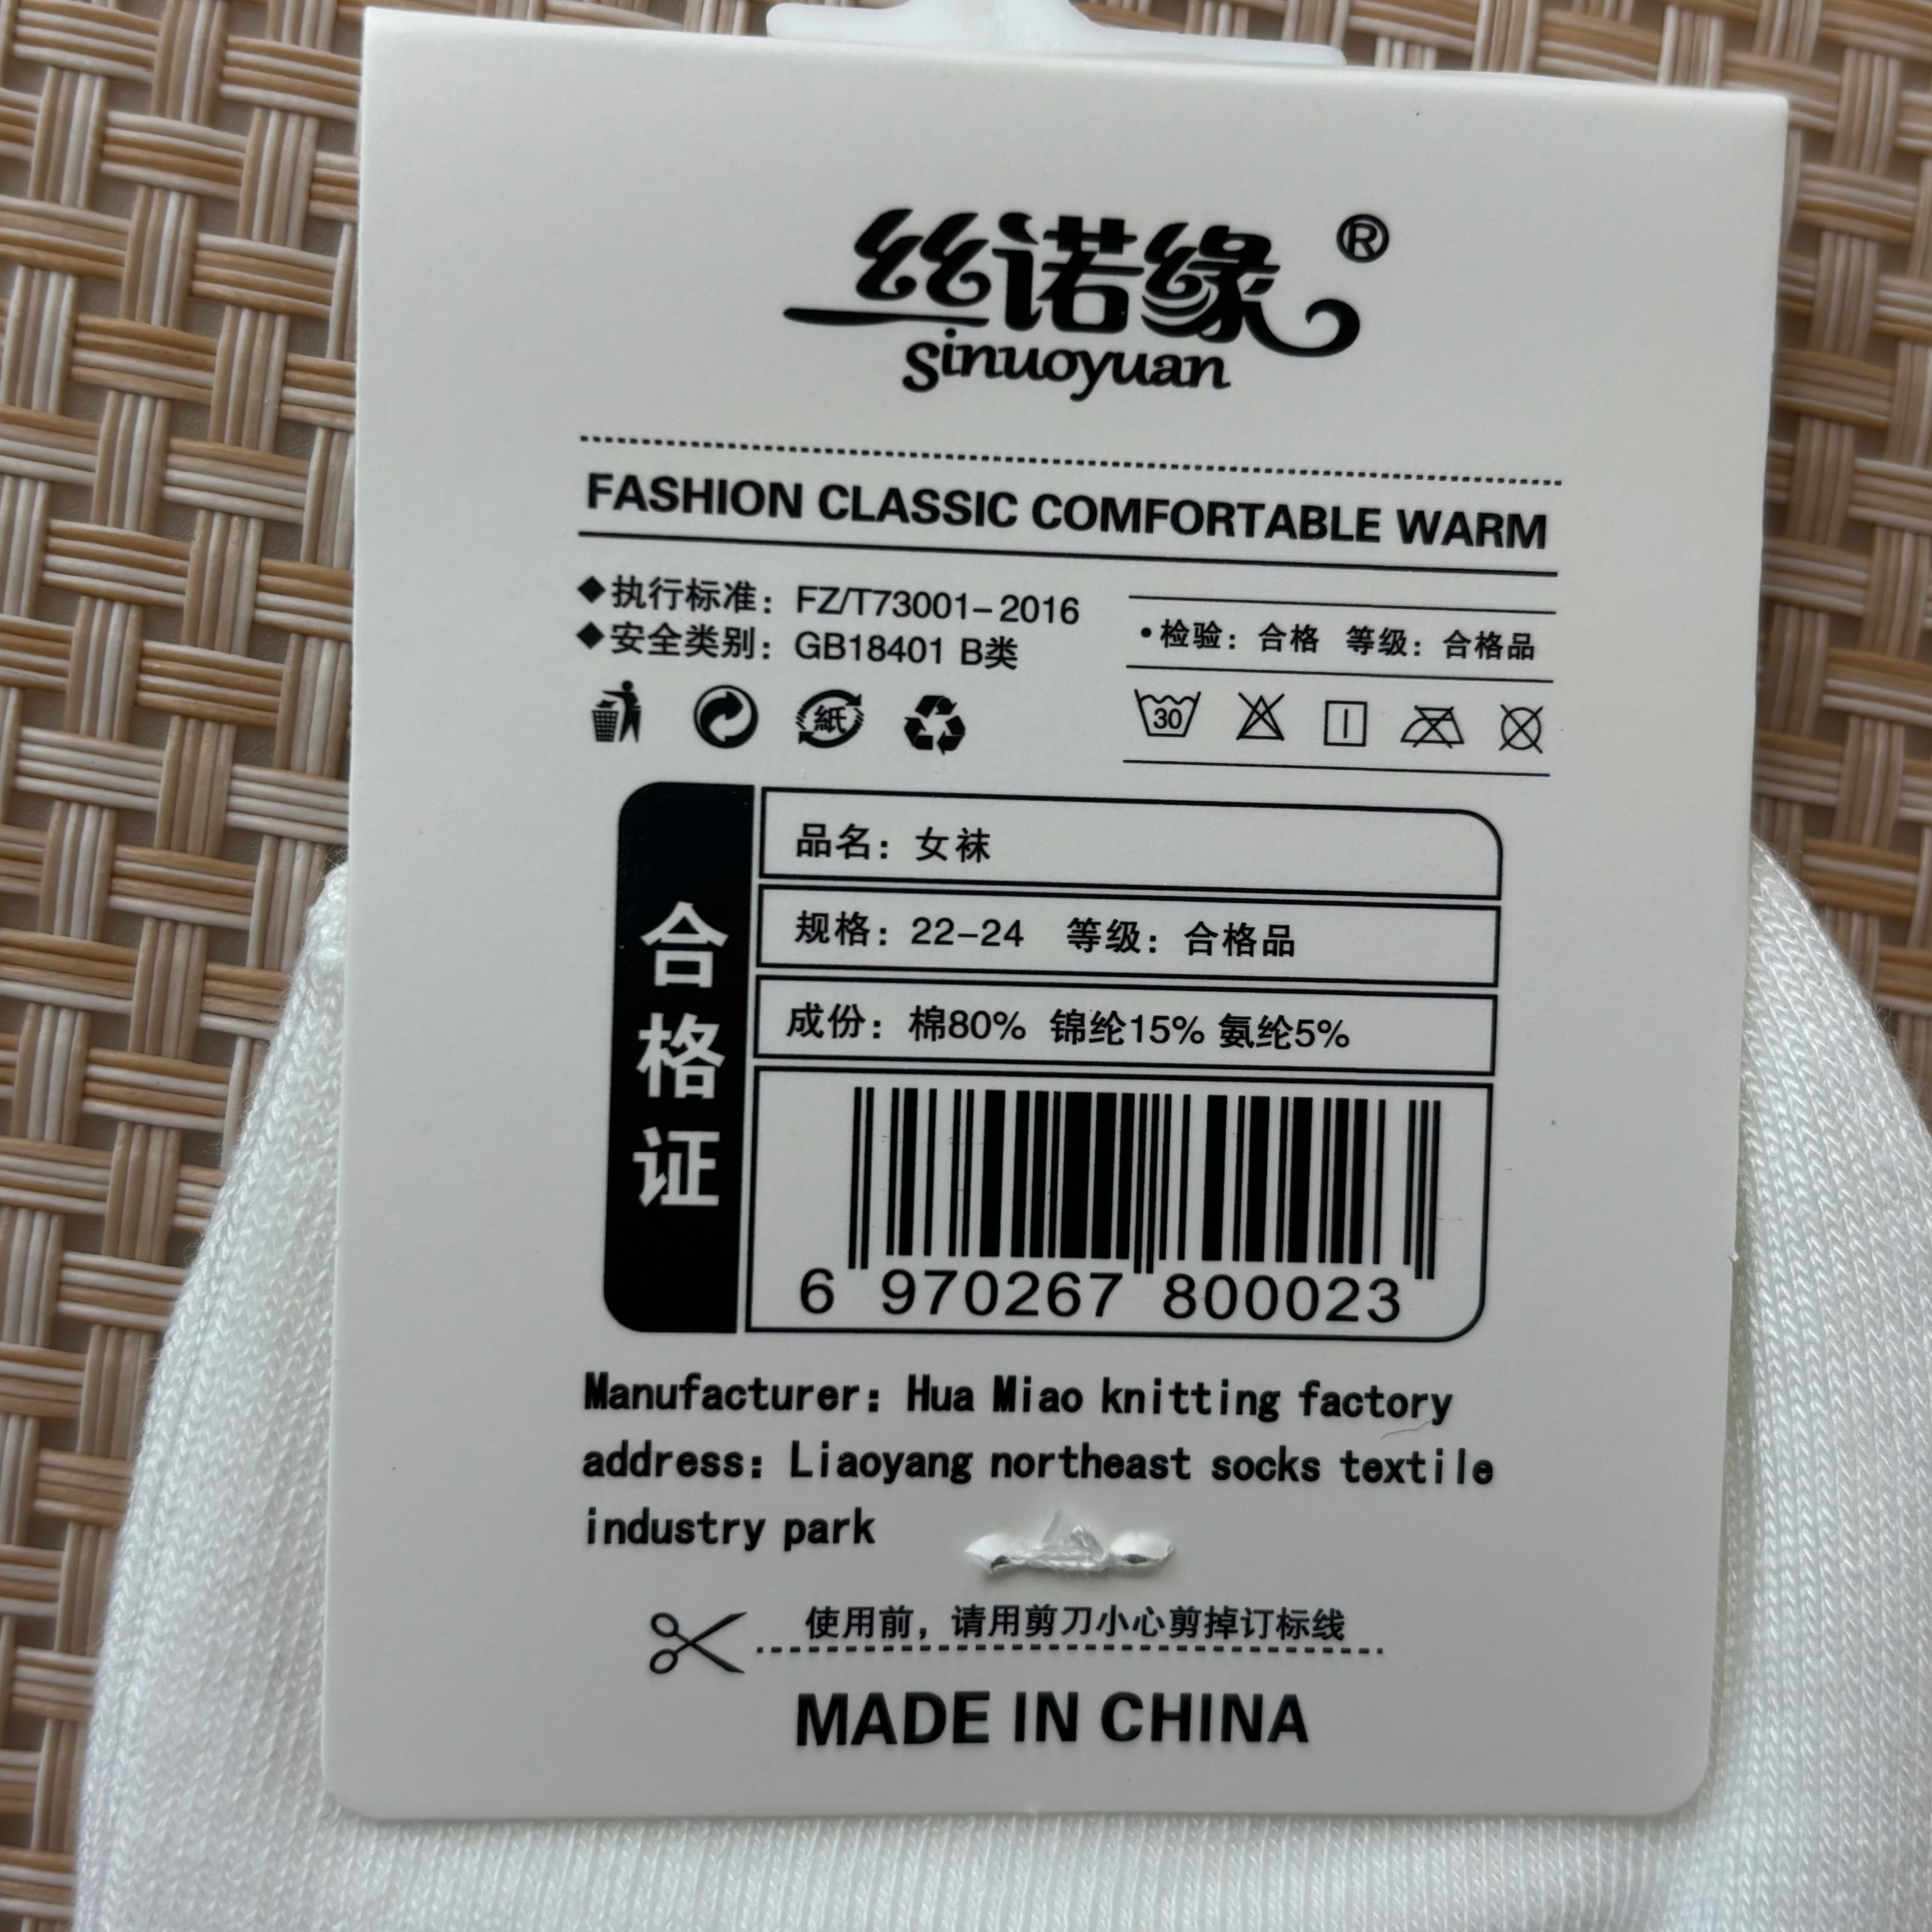 丝诺缘®
sinuoyuan
FASHION CLASSIC COMFORTABLE WARM
◆执行标准：FZ/T73001-2016
◆安全类别：GB18401 B类
•检验：合格 等级：合格品
紙
30
合格证
品名：女袜
规格：22-24 等级：合格品
成份：棉80% 锦纶15% 氨纶5%
6 970267 800023
Manufacturer: Hua Miao knitting factory
address: Liaoyang northeast socks textile
industry park
使用前，请用剪刀小心剪掉订标线
MADE IN CHINA